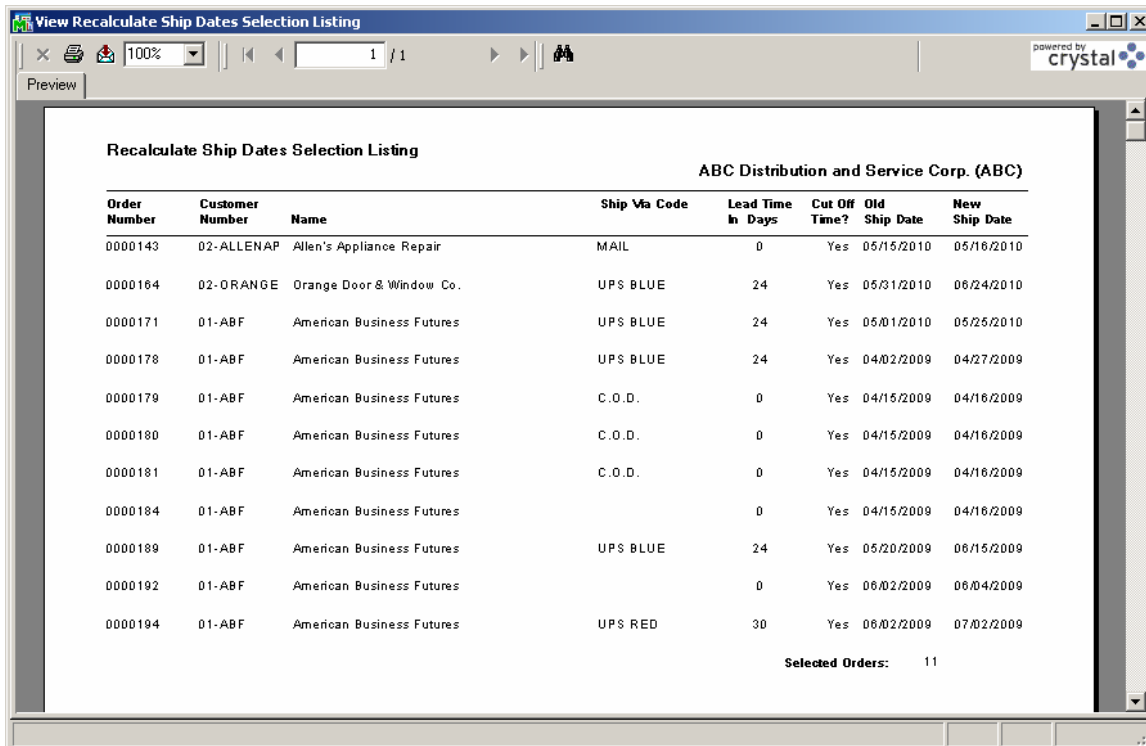 View Recalculate Ship Dates Selection Listing
100% 1 / 1 powered by crystal
Preview
Recalculate Ship Dates Selection Listing
ABC Distribution and Service Corp. (ABC)
Order Customer Ship Via Code Lead Time Cut Off Old New
Number Number Name In Days Time? Ship Date Ship Date
0000143 02-ALLENAP Allen's Appliance Repair MAIL 0 Yes 05/15/2010 05/16/2010
0000164 02-ORANGE Orange Door & Window Co. UPS BLUE 24 Yes 05/31/2010 06/24/2010
0000171 01-ABF American Business Futures UPS BLUE 24 Yes 05/01/2010 05/25/2010
0000178 01-ABF American Business Futures UPS BLUE 24 Yes 04/02/2009 04/27/2009
0000179 01-ABF American Business Futures C.O.D. 0 Yes 04/15/2009 04/16/2009
0000180 01-ABF American Business Futures C.O.D. 0 Yes 04/15/2009 04/16/2009
0000181 01-ABF American Business Futures C.O.D. 0 Yes 04/15/2009 04/16/2009
0000184 01-ABF American Business Futures 0 Yes 04/15/2009 04/16/2009
0000189 01-ABF American Business Futures UPS BLUE 24 Yes 05/20/2009 06/15/2009
0000192 01-ABF American Business Futures 0 Yes 06/02/2009 06/04/2009
0000194 01-ABF American Business Futures UPS RED 30 Yes 06/02/2009 07/02/2009
Selected Orders: 11